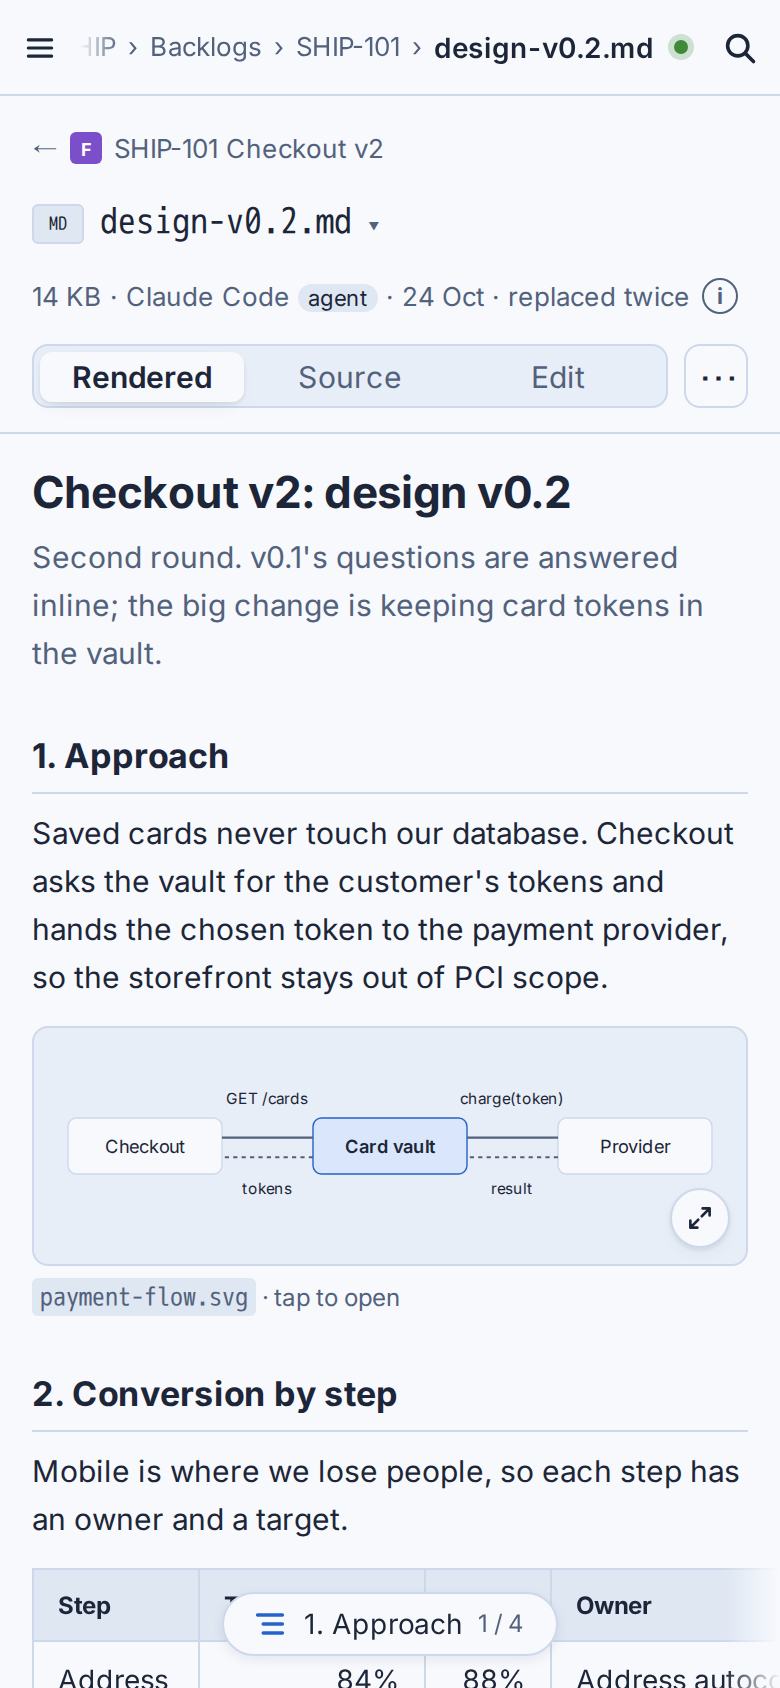 IP › Backlogs › SHIP-101 › design-v0.2.md
← F SHIP-101 Checkout v2
MD design-v0.2.md ▾
14 KB · Claude Code agent · 24 Oct · replaced twice i
Rendered Source Edit ···
Checkout v2: design v0.2
Second round. v0.1's questions are answered
inline; the big change is keeping card tokens in
the vault.
1. Approach
Saved cards never touch our database. Checkout
asks the vault for the customer's tokens and
hands the chosen token to the payment provider,
so the storefront stays out of PCI scope.
GET /cards charge(token)
Checkout Card vault Provider
tokens result
payment-flow.svg · tap to open
2. Conversion by step
Mobile is where we lose people, so each step has
an owner and a target.
Step Owner
1. Approach 1 / 4
Address 84% 88% Address